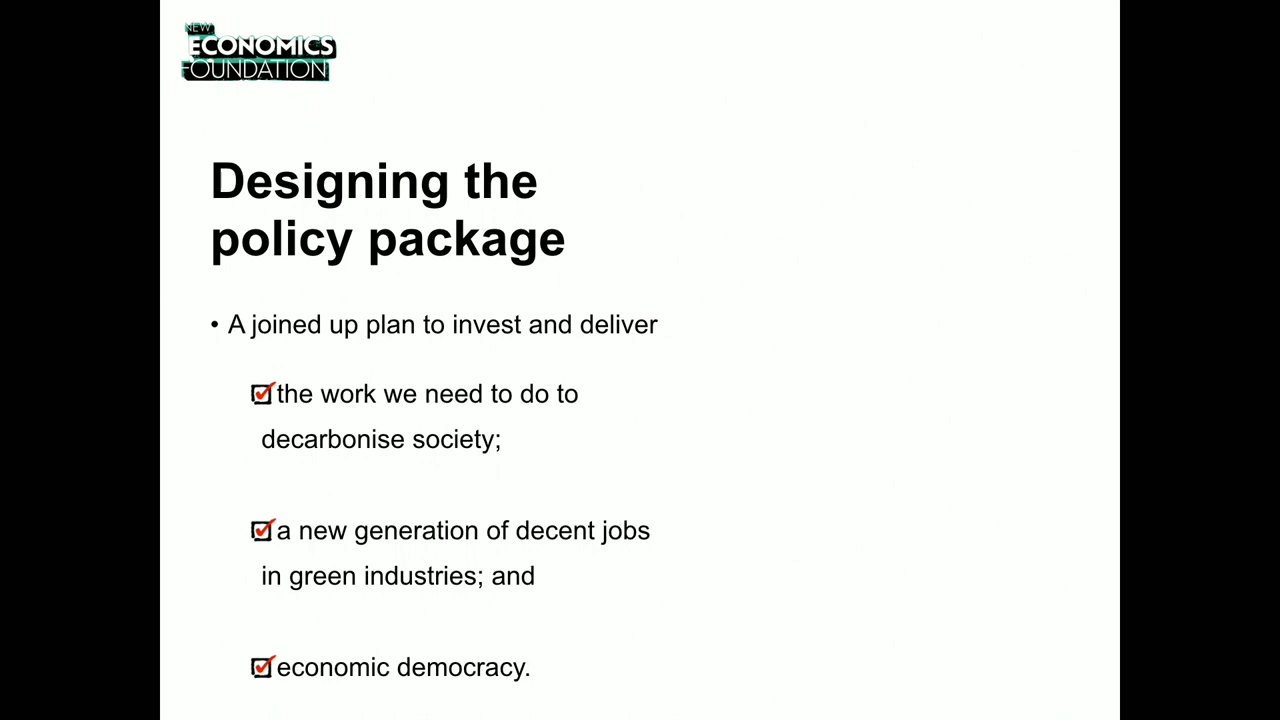 NEW
ECONOMICS
FOUNDATION
Designing the
policy package
• A joined up plan to invest and deliver
the work we need to do to
decarbonise society;
a new generation of decent jobs
in green industries; and
economic democracy.